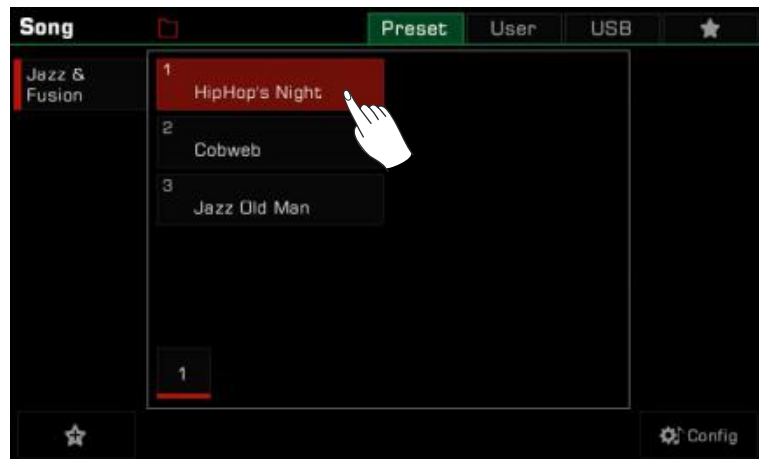 Song
Preset
User
USB
Jazz &
Fusion
1
HipHop's Night
2
Cobweb
3
Jazz Old Man
1
Config